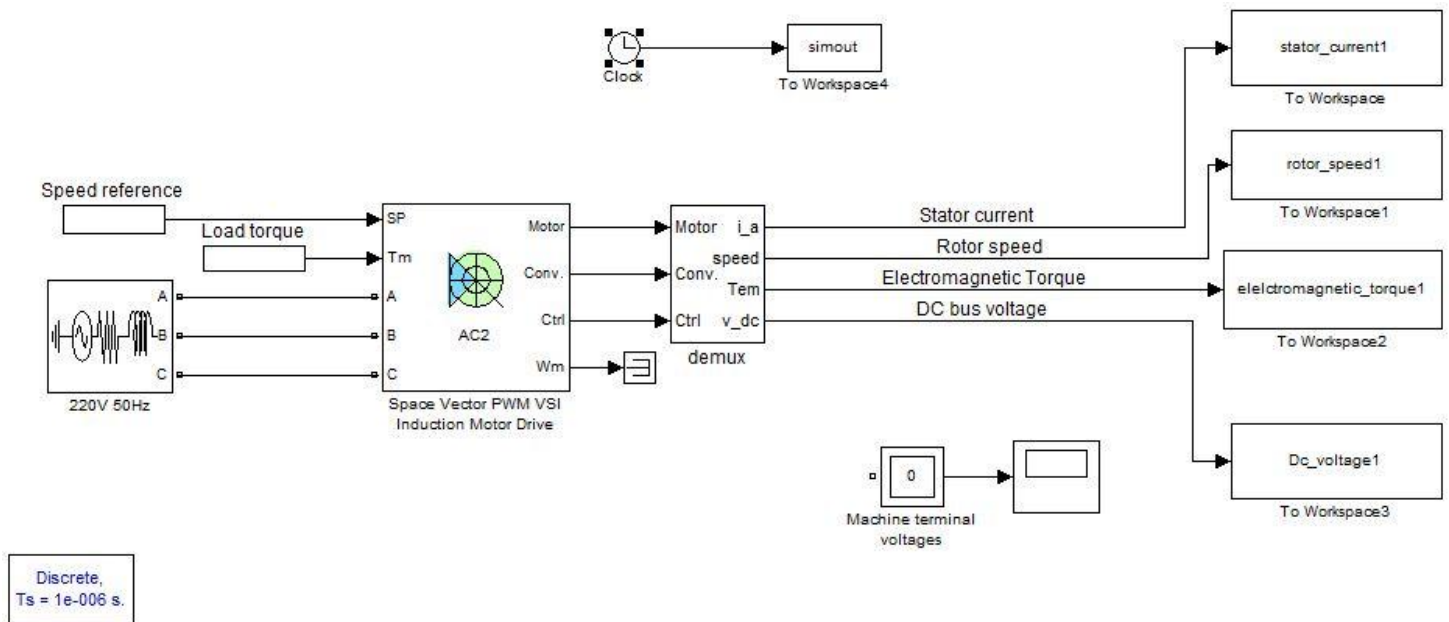 stator_current1
To Workspace
simout
To Workspace4
Clock
rotor_speed1
To Workspace1
Speed reference
Load torque
SP
Tm
A
B
C
Motor
Conv.
Ctrl
Wm
AC2
Space Vector PWM VSI
Induction Motor Drive
A
B
C
220V 50Hz
Motor
Conv.
Ctrl
i_a
speed
Tem
v_dc
demux
Stator current
Rotor speed
Electromagnetic Torque
DC bus voltage
elelctromagnetic_torque1
To Workspace2
0
Machine terminal
voltages
Dc_voltage1
To Workspace3
Discrete,
Ts = 1e-006 s.